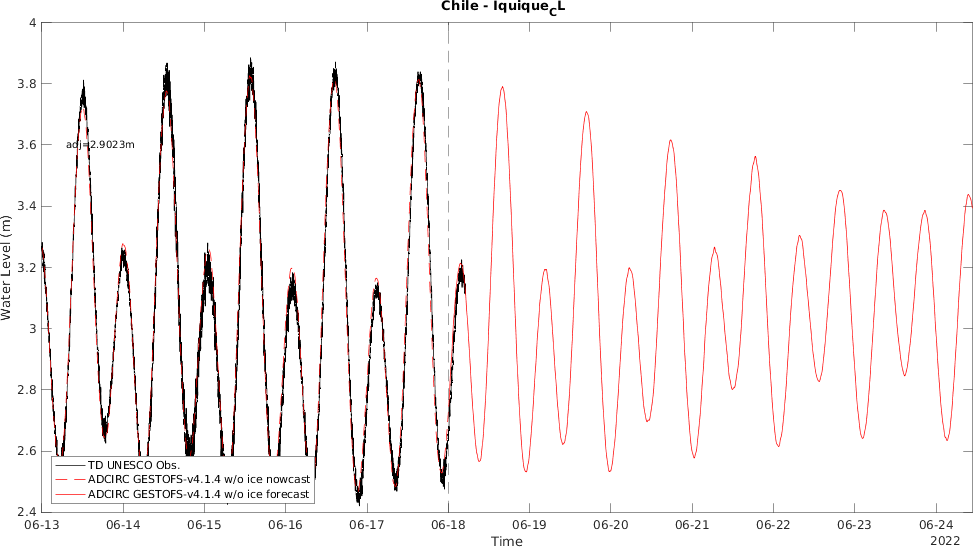 Chile - IquiqueCL
4
3.8
3.6
3.4
3.2
3
2.8
2.6
2.4
Water Level (m)
adj=2.9023m
TD UNESCO Obs.
ADCIRC GESTOFS-v4.1.4 w/o ice nowcast
ADCIRC GESTOFS-v4.1.4 w/o ice forecast
06-13 06-14 06-15 06-16 06-17 06-18 06-19 06-20 06-21 06-22 06-23 06-24
Time
2022